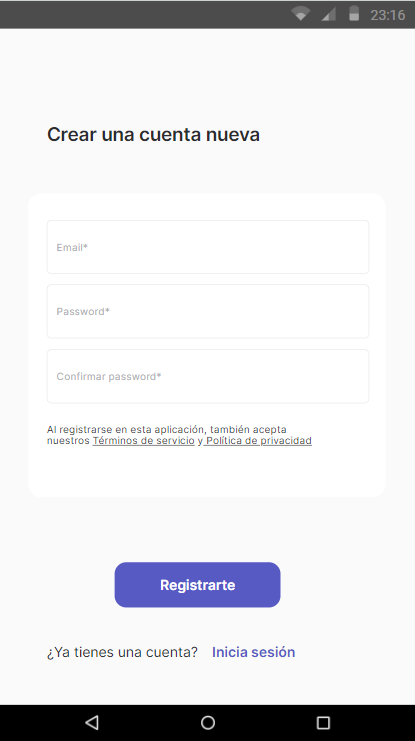 23:16
Crear una cuenta nueva
Email*
Password*
Confirmar password*
Al registrarse en esta aplicación, también acepta
nuestros Términos de servicio y Política de privacidad
Registrarte
¿Ya tienes una cuenta? Inicia sesión